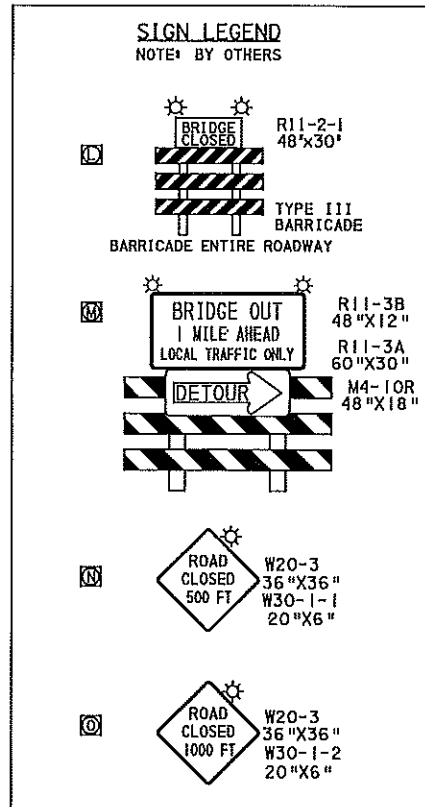 SIGN LEGEND
NOTE: BY OTHERS
L
BRIDGE
CLOSED
R11-2-1
48"x30"
TYPE III
BARRICADE
BARRICADE ENTIRE ROADWAY
M
BRIDGE OUT
1 MILE AHEAD
LOCAL TRAFFIC ONLY
DETOUR
R11-3B
48"X12"
R11-3A
60"X30"
M4-10R
48"X18"
N
ROAD
CLOSED
500 FT
W20-3
36"X36"
W30-1-1
20"X6"
O
ROAD
CLOSED
1000 FT
W20-3
36"X36"
W30-1-2
20"X6"